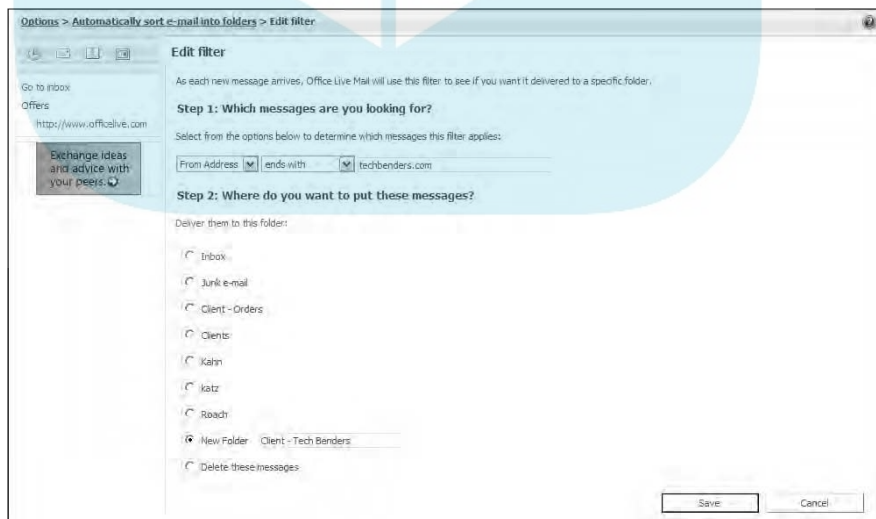 Options > Automatically sort e-mail into folders > Edit filter
Edit filter
Go to inbox
Offers
http://www.officelive.com
Exchange ideas
and advice with
your peers.
As each new message arrives, Office Live Mail will use this filter to see if you want it delivered to a specific folder.
Step 1: Which messages are you looking for?
Select from the options below to determine which messages this filter applies:
From Address ends with techbenders.com
Step 2: Where do you want to put these messages?
Deliver them to this folder:
Inbox
Junk e-mail
Client - Orders
Clients
Kahn
katz
Roach
New Folder Client - Tech Benders
Delete these messages
Save Cancel